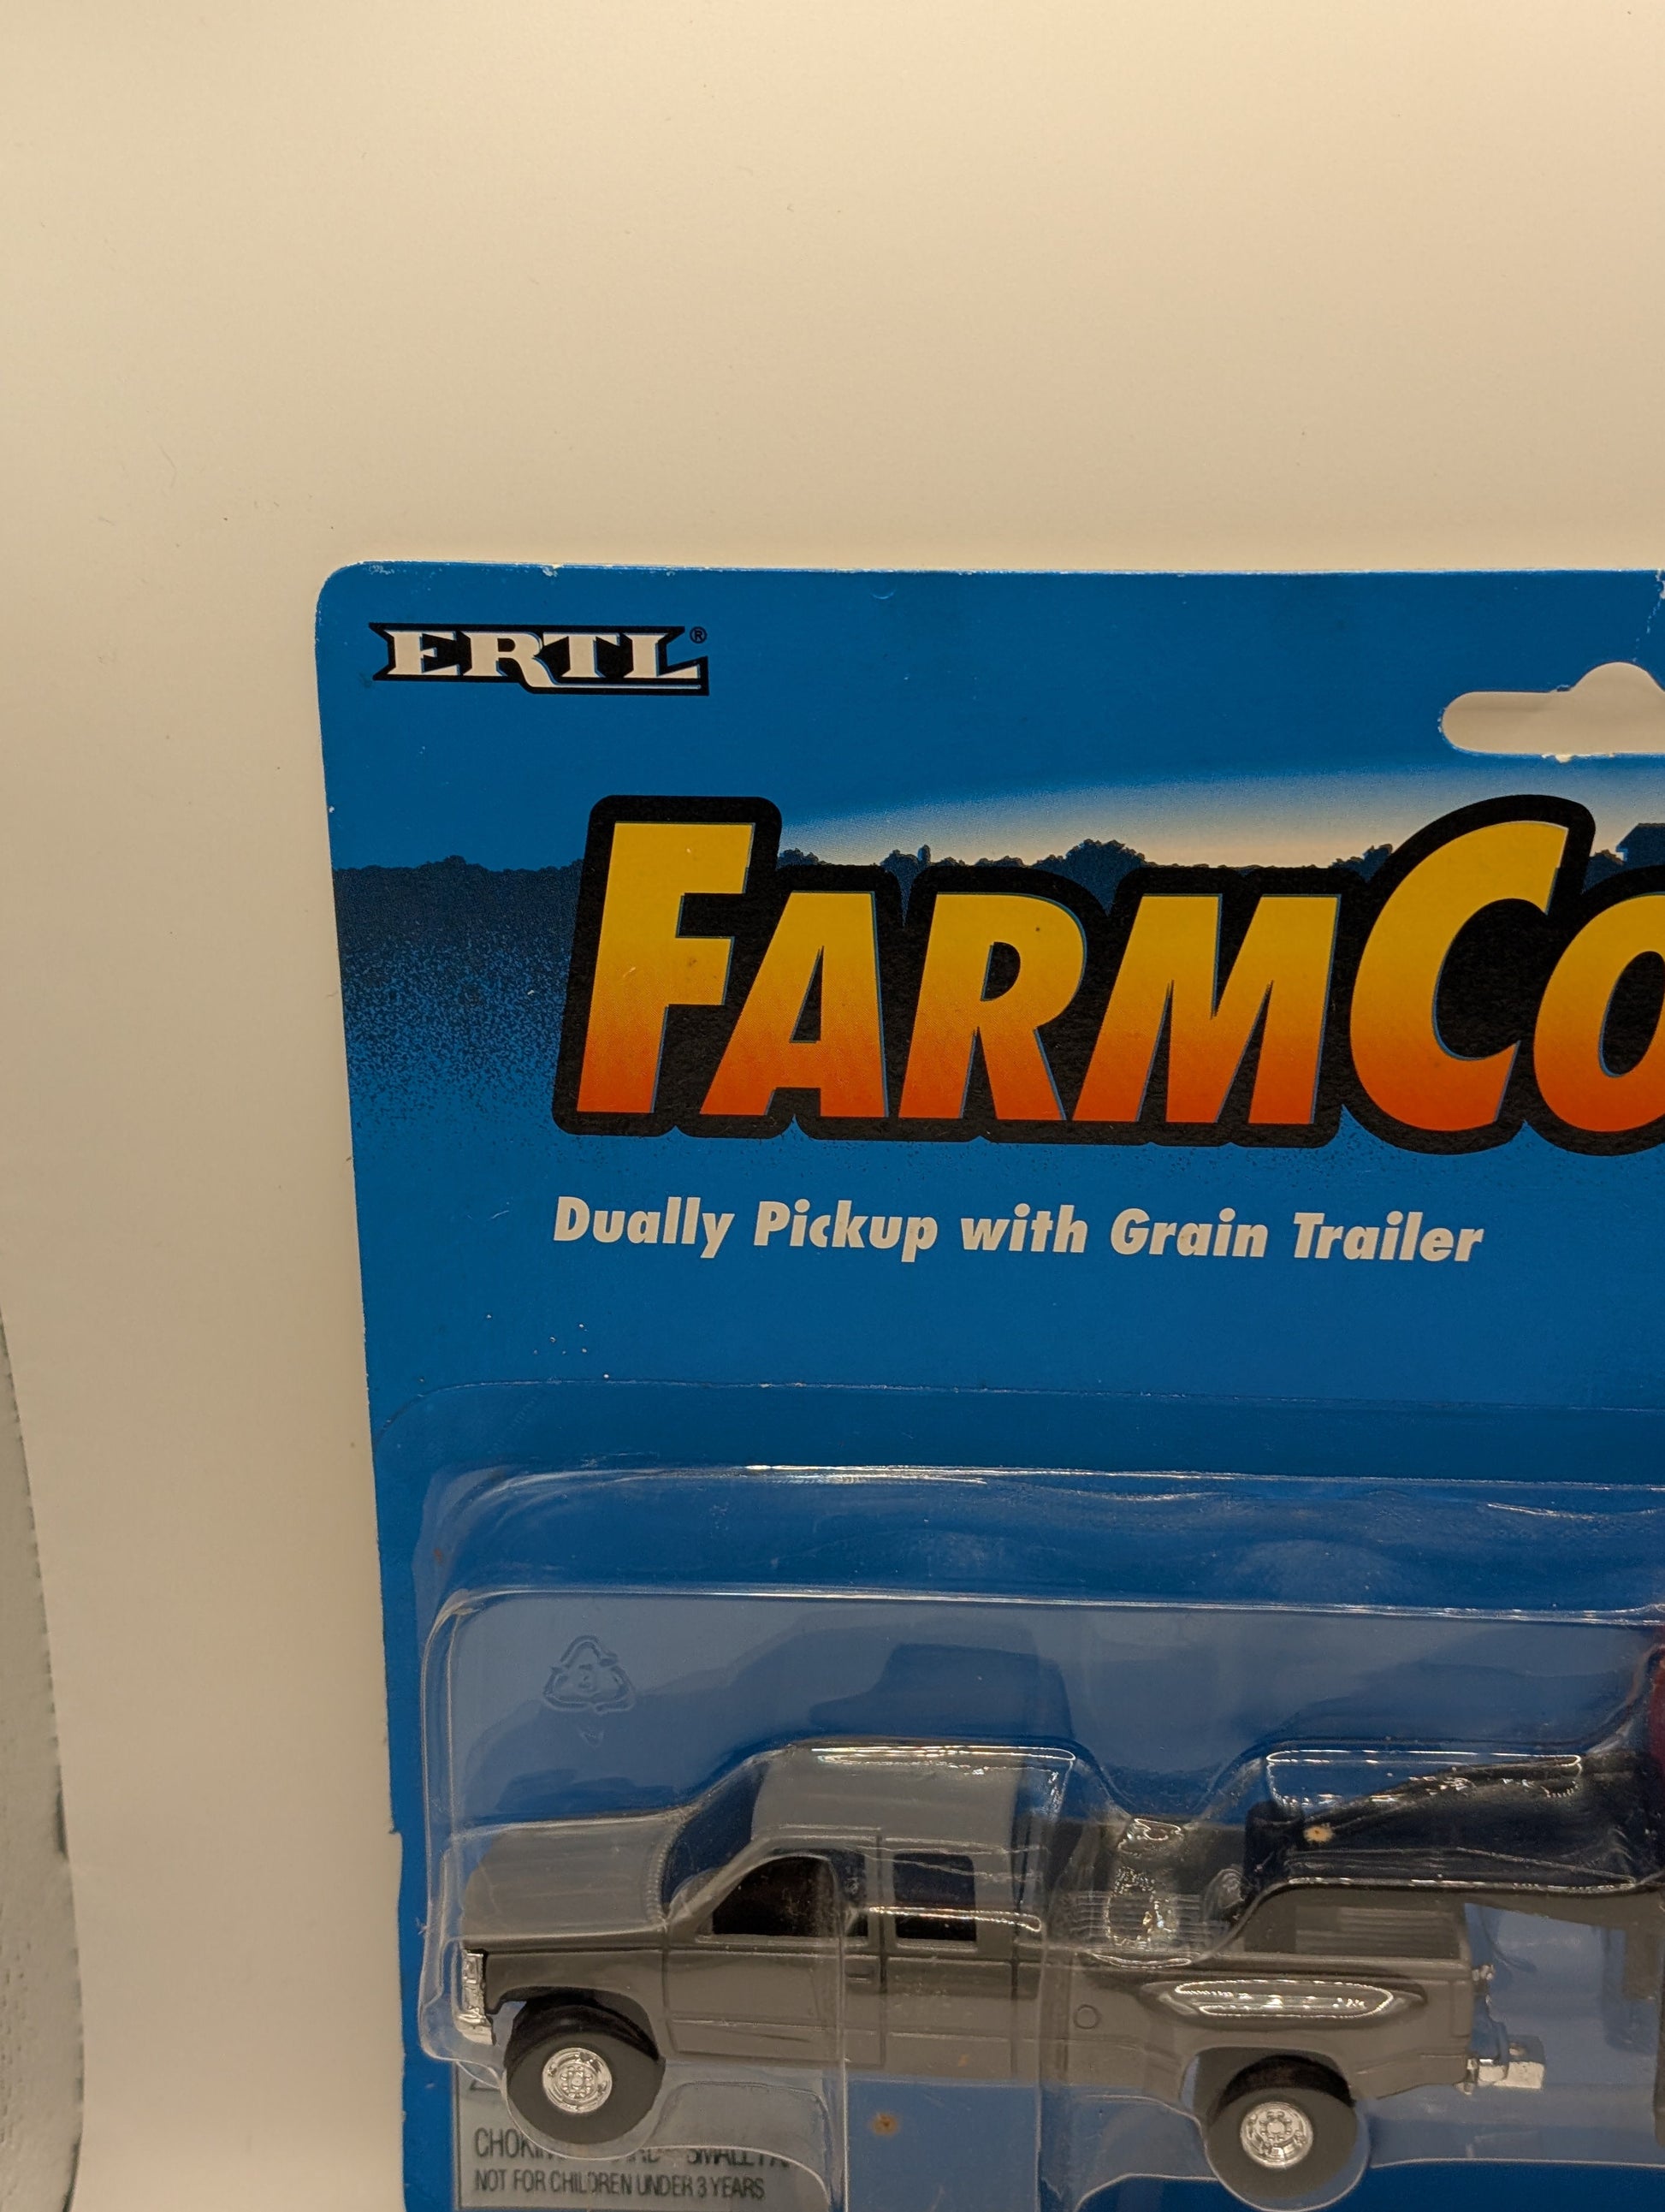 ERTL®
FARMCO
Dually Pickup with Grain Trailer
NOT FOR CHILDREN UNDER 3 YEARS